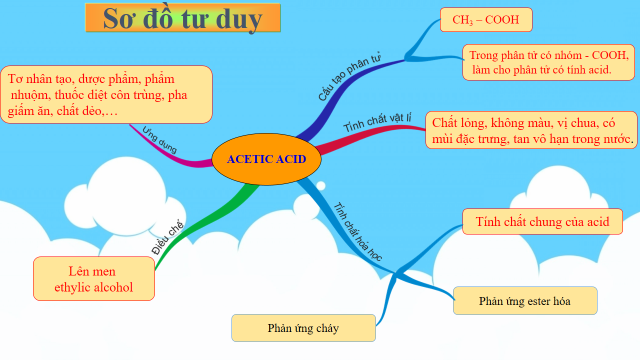 Sơ đồ tư duy
CH₃ – COOH
Cấu tạo phân tử
Trong phân tử có nhóm - COOH,
làm cho phân tử có tính acid.
Tơ nhân tạo, dược phẩm, phẩm
nhuộm, thuốc diệt côn trùng, pha
giấm ăn, chất dẻo,…
Ứng dụng
Tính chất vật lí
Chất lỏng, không màu, vị chua, có
mùi đặc trưng, tan vô hạn trong nước.
ACETIC ACID
Điều chế
Lên men
ethylic alcohol
Tính chất hóa học
Tính chất chung của acid
Phản ứng ester hóa
Phản ứng cháy